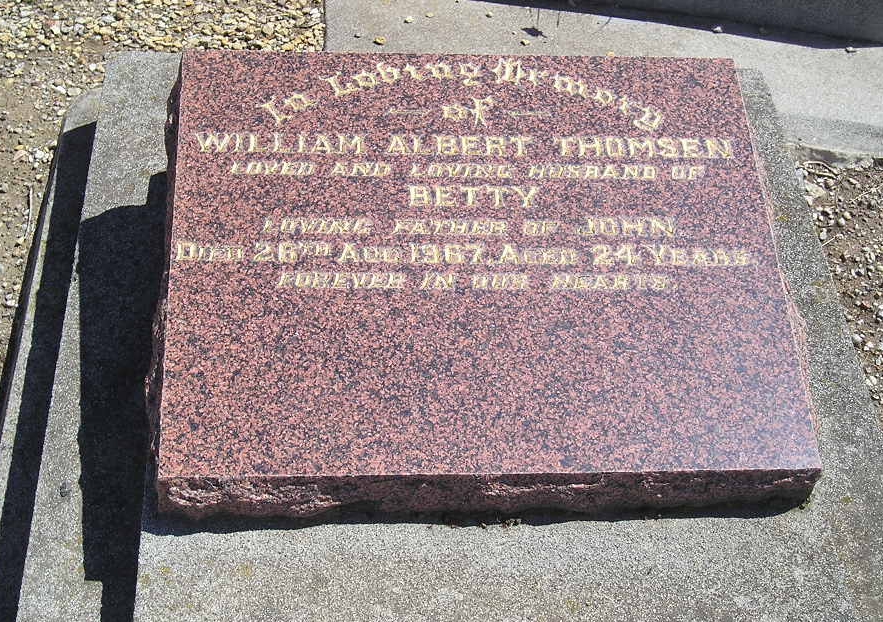 In Loving Memory
of
WILLIAM ALBERT THOMSEN
LOVED AND LOVING HUSBAND OF
BETTY
LOVING FATHER OF JOHN
DIED 26TH AUG 1967, AGED 24 YEARS
FOREVER IN OUR HEARTS.